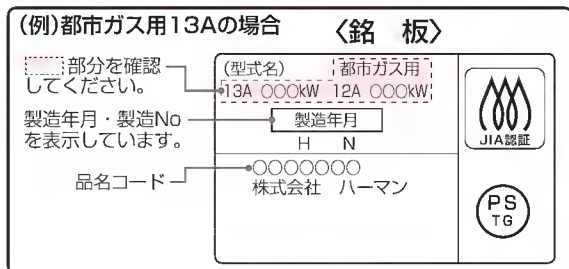 (例)都市ガス用13Aの場合
〈銘 板〉
部分を確認
してください。
製造年月・製造No
を表示しています。
品名コード
(型式名) 都市ガス用
13A ○○○kW 12A ○○○kW
製造年月
H N
○○○○○○○
株式会社 ハーマン
JIA認証
PS
TG